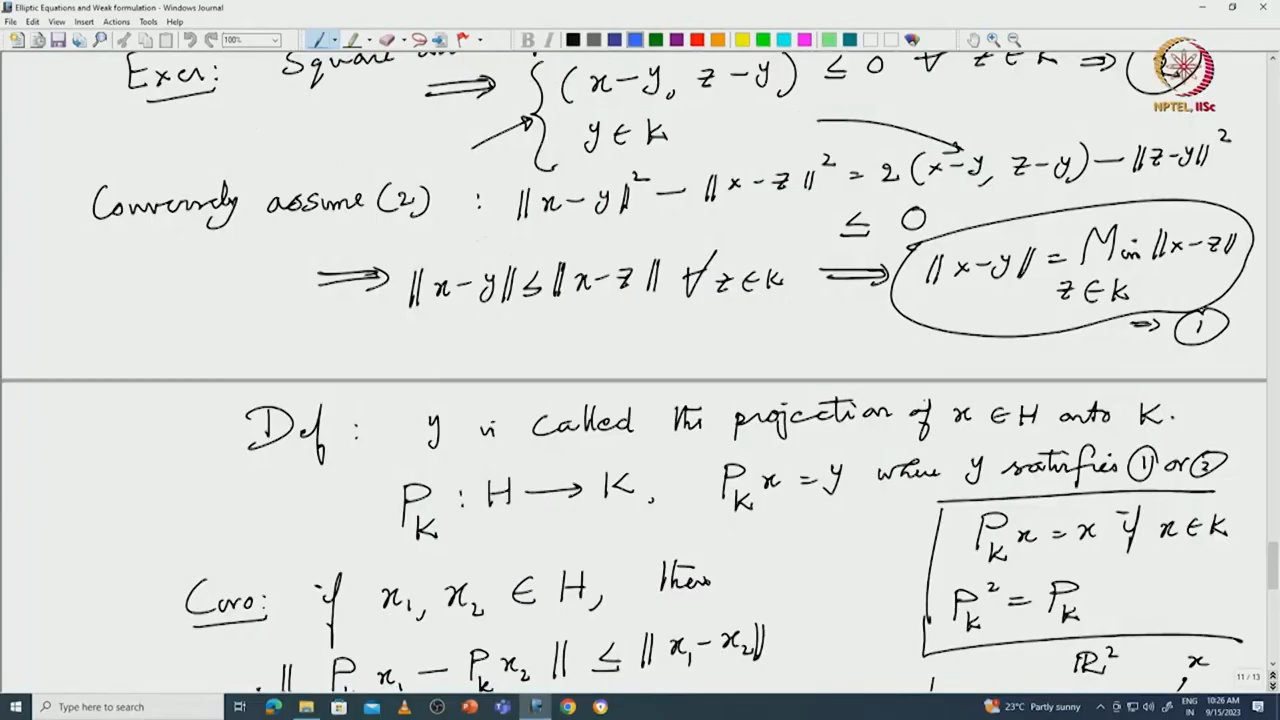 Elliptic Equations and Weak formulation - Windows Journal
File Edit View Insert Actions Tools Help
100%
B I
Exer: Square
⟹ { (x-y, z-y) ≤ 0 ∀ z∈K ⟹ (2)
y ∈ K
NPTEL, IISc
Conversely assume (2) : ‖x-y‖² - ‖x-z‖² = 2(x-y, z-y) - ‖z-y‖²
≤ 0
⟹ ‖x-y‖ ≤ ‖x-z‖ ∀ z∈K ⟹ ‖x-y‖ = Min ‖x-z‖
z∈K
⟹ ①
Def: y is called the projection of x∈H onto K.
P_K : H ⟶ K, P_K x = y where y satisfies ① or ②
P_K x = x if x∈K
P_K² = P_K
Coro: if x₁, x₂ ∈ H, then
‖P_K x₁ - P_K x₂‖ ≤ ‖x₁ - x₂‖
ℝ² x
11 / 13
Type here to search
23°C Partly sunny
ENG
IN
10:26 AM
9/15/2023